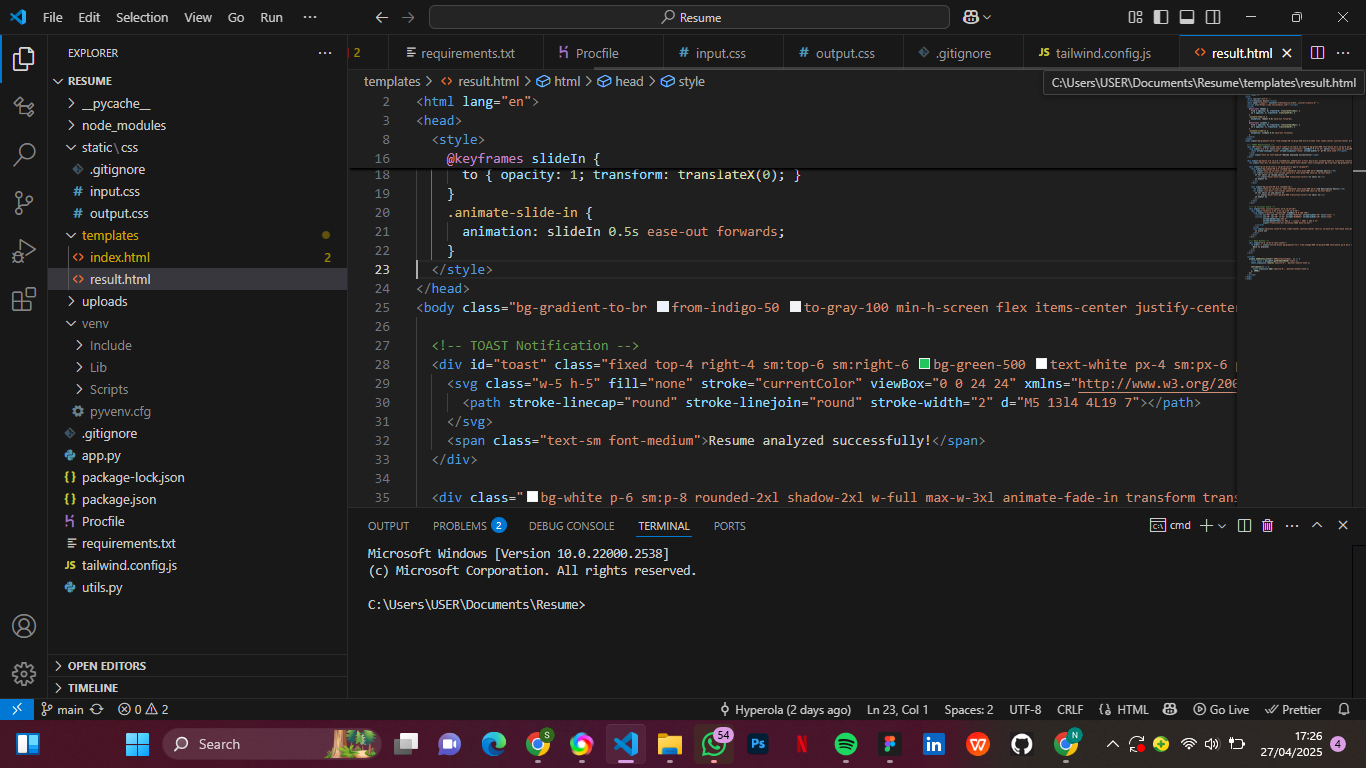 File Edit Selection View Go Run ···
Resume
EXPLORER
RESUME
__pycache__
node_modules
static\css
.gitignore
input.css
output.css
templates
index.html 2
result.html
uploads
venv
Include
Lib
Scripts
pyvenv.cfg
.gitignore
app.py
package-lock.json
package.json
Procfile
requirements.txt
tailwind.config.js
utils.py
OPEN EDITORS
TIMELINE
2 requirements.txt Procfile input.css output.css .gitignore tailwind.config.js result.html
templates > result.html > html > head > style
C:\Users\USER\Documents\Resume\templates\result.html
2 <html lang="en">
3 <head>
8 <style>
16 @keyframes slideIn {
18 to { opacity: 1; transform: translateX(0); }
19 }
20 .animate-slide-in {
21 animation: slideIn 0.5s ease-out forwards;
22 }
23 </style>
24 </head>
25 <body class="bg-gradient-to-br from-indigo-50 to-gray-100 min-h-screen flex items-center justify-center
26
27 <!-- TOAST Notification -->
28 <div id="toast" class="fixed top-4 right-4 sm:top-6 sm:right-6 bg-green-500 text-white px-4 sm:px-6
29 <svg class="w-5 h-5" fill="none" stroke="currentColor" viewBox="0 0 24 24" xmlns="http://www.w3.org/200
30 <path stroke-linecap="round" stroke-linejoin="round" stroke-width="2" d="M5 13l4 4L19 7"></path>
31 </svg>
32 <span class="text-sm font-medium">Resume analyzed successfully!</span>
33 </div>
34
35 <div class="bg-white p-6 sm:p-8 rounded-2xl shadow-2xl w-full max-w-3xl animate-fade-in transform trans
OUTPUT PROBLEMS 2 DEBUG CONSOLE TERMINAL PORTS
cmd
Microsoft Windows [Version 10.0.22000.2538]
(c) Microsoft Corporation. All rights reserved.
C:\Users\USER\Documents\Resume>
main 0 2 Hyperola (2 days ago) Ln 23, Col 1 Spaces: 2 UTF-8 CRLF HTML Go Live Prettier
Search
S
54
Ps
N
in
W
N
17:26
27/04/2025
4